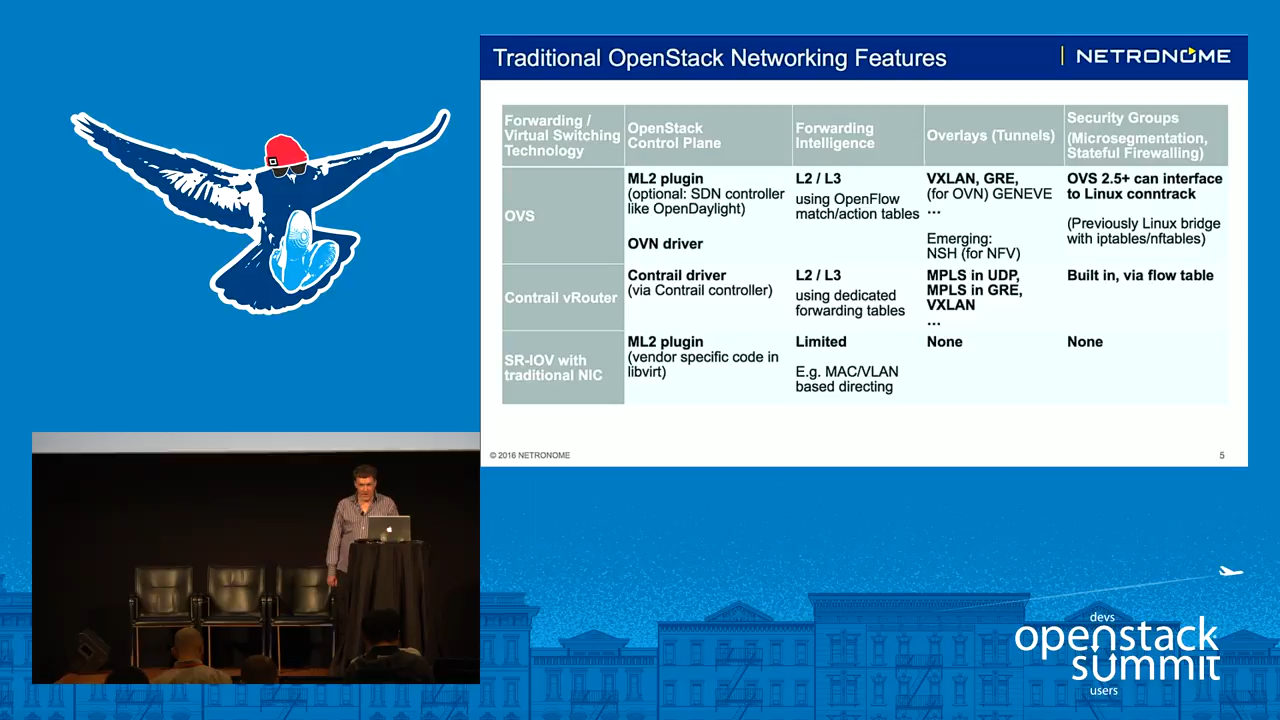 Traditional OpenStack Networking Features
NETRONOME
Forwarding /
Virtual Switching
Technology
OpenStack
Control Plane
Forwarding
Intelligence
Overlays (Tunnels)
Security Groups
(Microsegmentation,
Stateful Firewalling)
OVS
ML2 plugin
(optional: SDN controller
like OpenDaylight)
OVN driver
L2 / L3
using OpenFlow
match/action tables
VXLAN, GRE,
(for OVN) GENEVE
...
Emerging:
NSH (for NFV)
OVS 2.5+ can interface
to Linux conntrack
(Previously Linux bridge
with iptables/nftables)
Contrail vRouter
Contrail driver
(via Contrail controller)
L2 / L3
using dedicated
forwarding tables
MPLS in UDP,
MPLS in GRE,
VXLAN
...
Built in, via flow table
SR-IOV with
traditional NIC
ML2 plugin
(vendor specific code in
libvirt)
Limited
E.g. MAC/VLAN
based directing
None
None
© 2016 NETRONOME
5
devs
openstack
summit
users